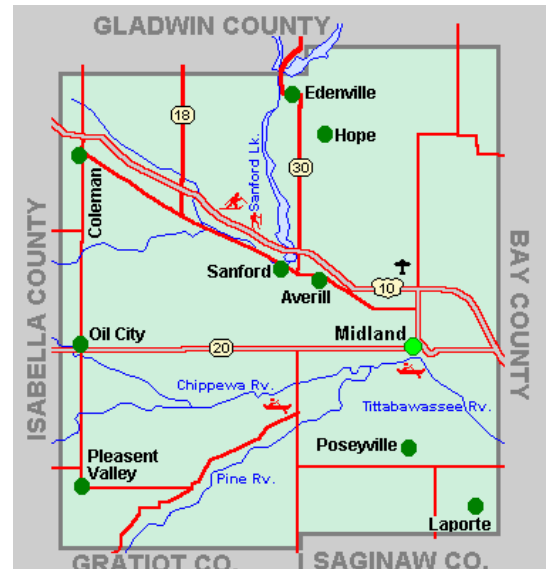 GLADWIN COUNTY
Edenville
18
Hope
30
Sanford Lk.
Coleman
ISABELLA COUNTY
BAY COUNTY
Sanford
Averill
10
Oil City
20
Midland
Chippewa Rv.
Tittabawassee Rv.
Poseyville
Pleasent
Valley
Pine Rv.
Laporte
GRATIOT CO.
SAGINAW CO.